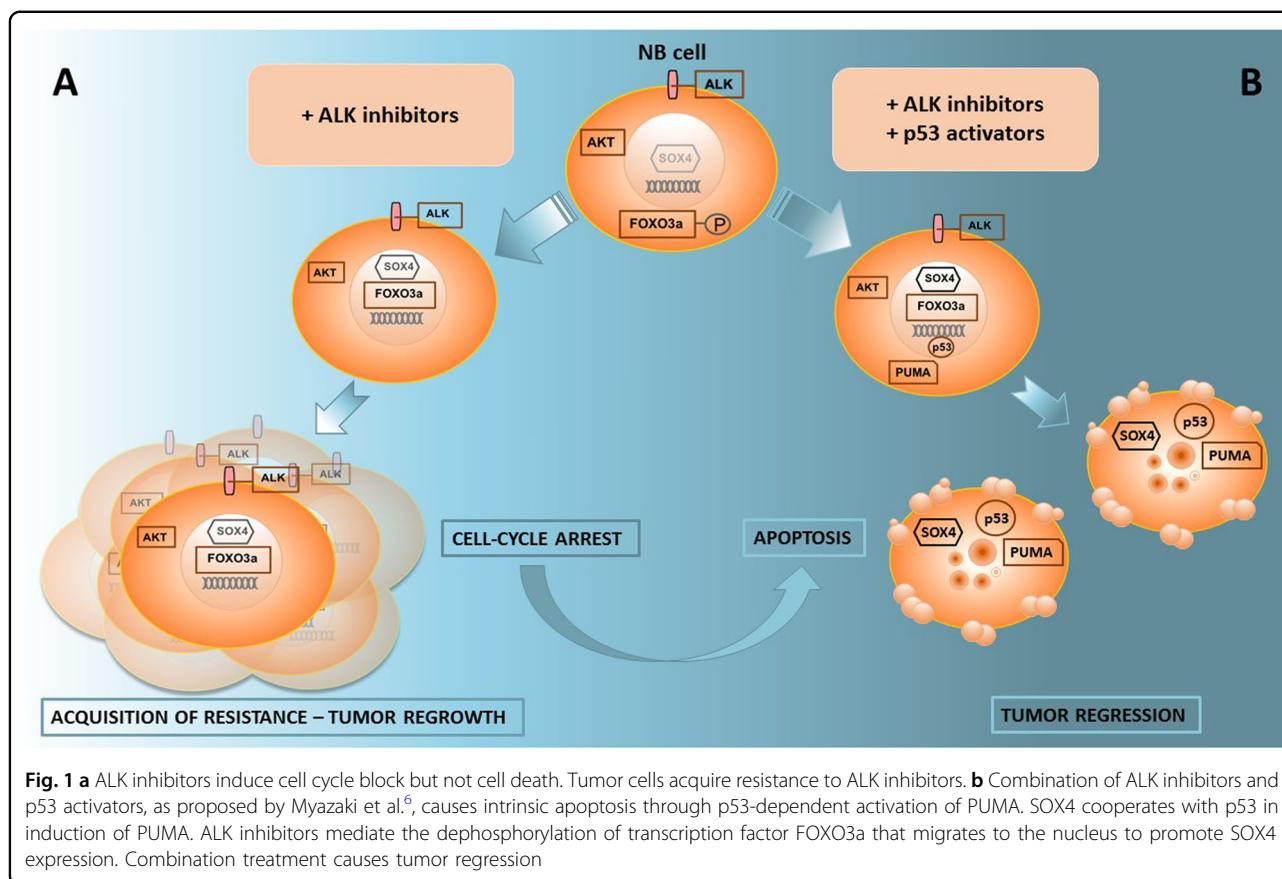 A
B
NB cell
ALK
+ ALK inhibitors
+ ALK inhibitors
+ p53 activators
AKT
SOX4
FOXO3a
P
ALK
AKT
SOX4
FOXO3a
ALK
AKT
SOX4
FOXO3a
p53
PUMA
ALK
ALK
ALK
AKT
AKT
SOX4
FOXO3a
CELL-CYCLE ARREST
APOPTOSIS
SOX4
p53
PUMA
SOX4
p53
PUMA
ACQUISITION OF RESISTANCE – TUMOR REGROWTH
TUMOR REGRESSION
Fig. 1 a ALK inhibitors induce cell cycle block but not cell death. Tumor cells acquire resistance to ALK inhibitors. b Combination of ALK inhibitors and
p53 activators, as proposed by Myazaki et al.⁶, causes intrinsic apoptosis through p53-dependent activation of PUMA. SOX4 cooperates with p53 in
induction of PUMA. ALK inhibitors mediate the dephosphorylation of transcription factor FOXO3a that migrates to the nucleus to promote SOX4
expression. Combination treatment causes tumor regression